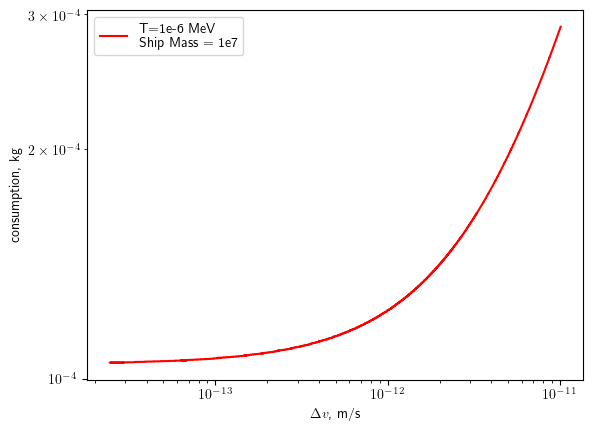 T=1e-6 MeV
Ship Mass = 1e7
3 × 10⁻⁴
2 × 10⁻⁴
10⁻⁴
consumption, kg
10⁻¹³
10⁻¹²
10⁻¹¹
Δv, m/s